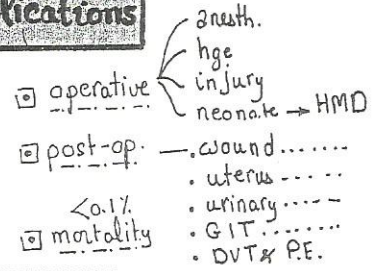 lications
anesth.
hge
operative
injury
neonate → HMD
post-op. — . wound.......
. uterus -----
. urinary -----
<0.1%
mortality
. GIT ........
. DVT & P.E.